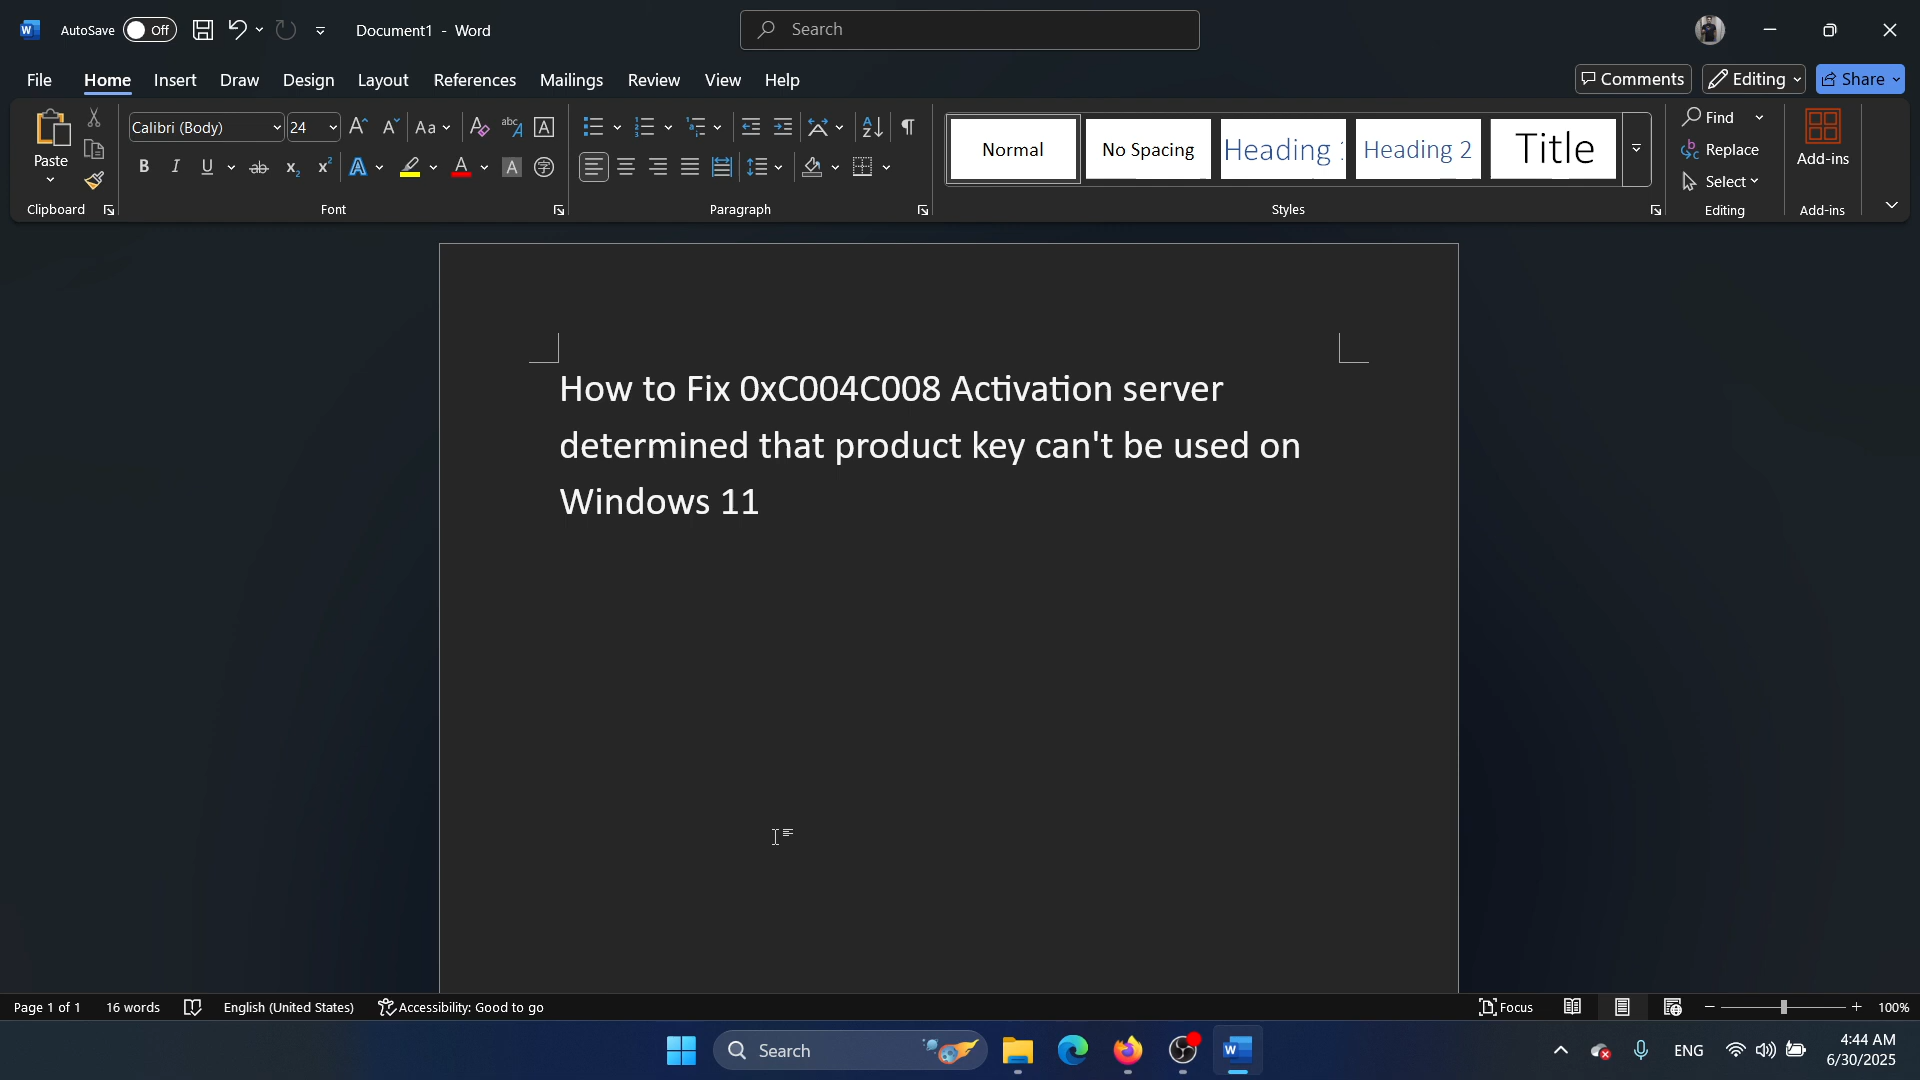 AutoSave Off Document1 - Word Search
File Home Insert Draw Design Layout References Mailings Review View Help Comments Editing Share
Paste Calibri (Body) 24 Aa Normal No Spacing Heading Heading 2 Title Find Replace Select Add-ins
Clipboard Font Paragraph Styles Editing Add-ins
How to Fix 0xC004C008 Activation server
determined that product key can't be used on
Windows 11
Page 1 of 1 16 words English (United States) Accessibility: Good to go Focus 100%
Search ENG 4:44 AM
6/30/2025